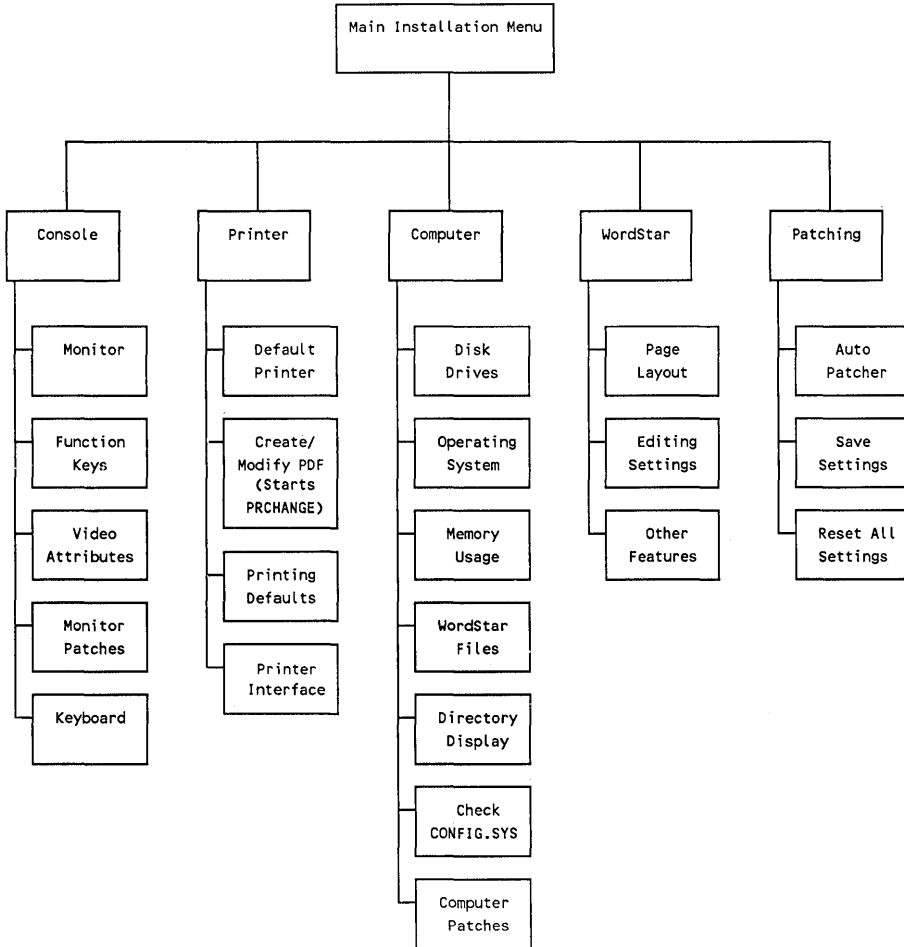 Main Installation Menu
Console
Printer
Computer
WordStar
Patching
Monitor
Function
Keys
Video
Attributes
Monitor
Patches
Keyboard
Default
Printer
Create/
Modify PDF
(Starts
PRCHANGE)
Printing
Defaults
Printer
Interface
Disk
Drives
Operating
System
Memory
Usage
WordStar
Files
Directory
Display
Check
CONFIG.SYS
Computer
Patches
Page
Layout
Editing
Settings
Other
Features
Auto
Patcher
Save
Settings
Reset All
Settings